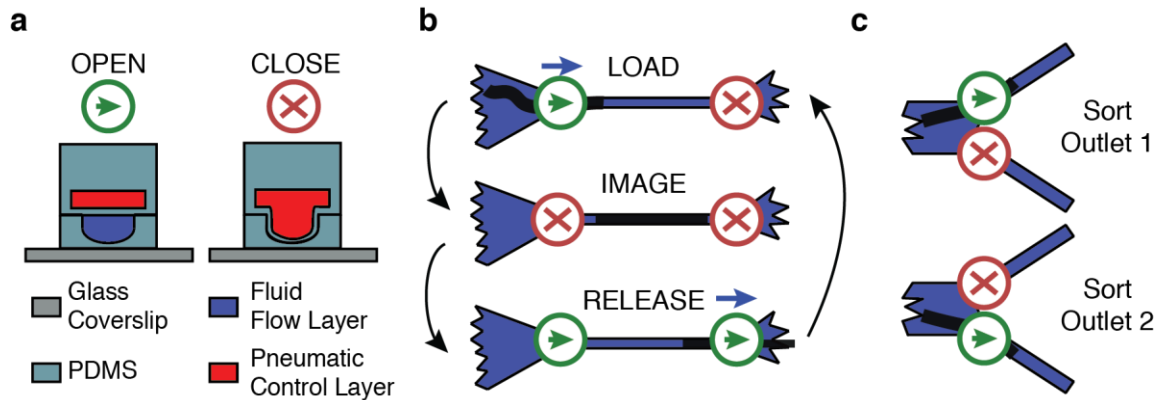 a
OPEN
CLOSE
Glass
Coverslip
Fluid
Flow Layer
PDMS
Pneumatic
Control Layer
b
LOAD
IMAGE
RELEASE
c
Sort
Outlet 1
Sort
Outlet 2